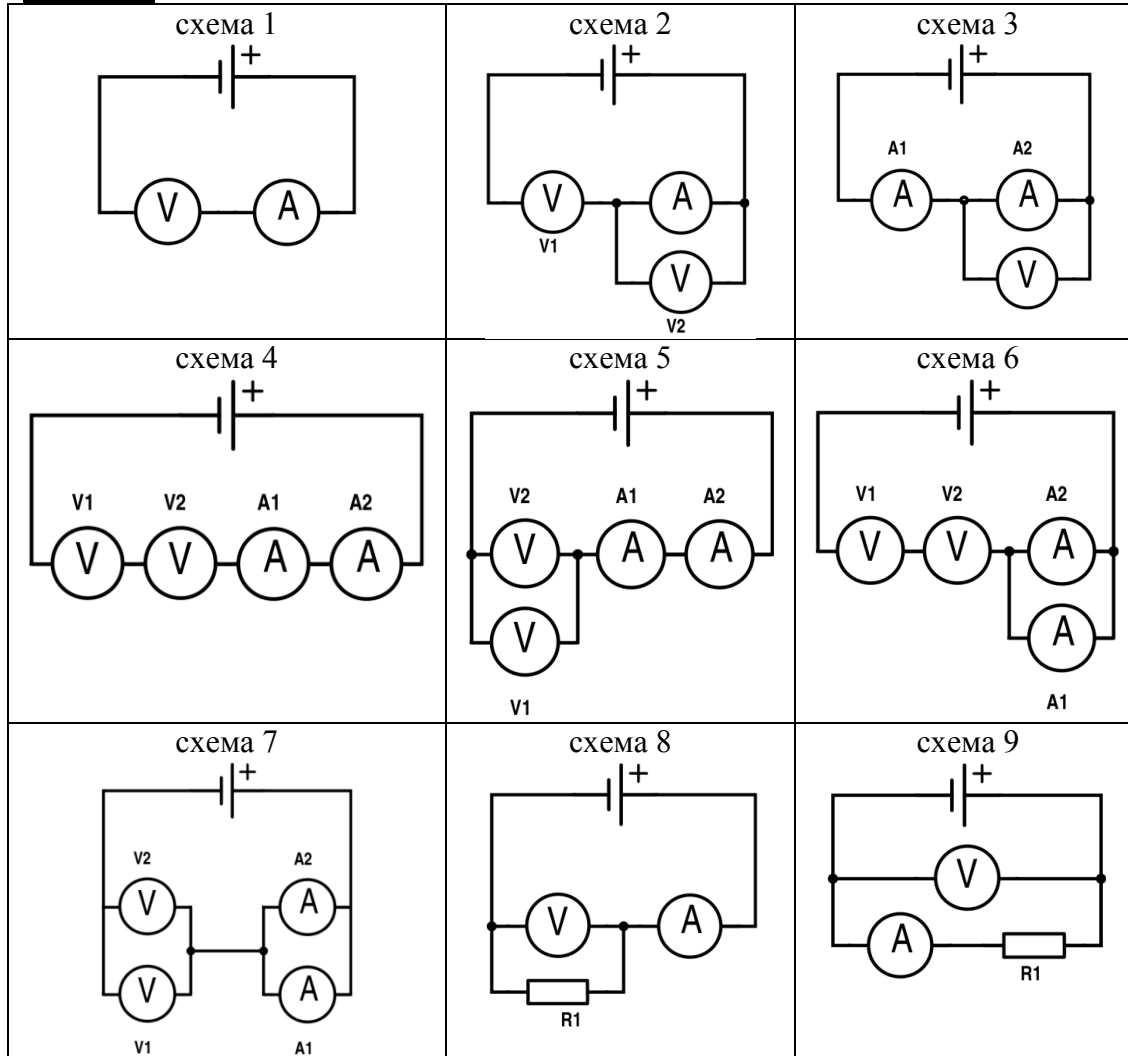 схема 1
+
V
A
схема 2
+
V
A
V1
V
V2
схема 3
+
A1
A2
A
A
V
схема 4
+
V1
V2
A1
A2
V
V
A
A
схема 5
+
V2
A1
A2
V
A
A
V
V1
схема 6
+
V1
V2
A2
V
V
A
A
A1
схема 7
+
V2
A2
V
A
V
A
V1
A1
схема 8
+
V
A
R1
схема 9
+
V
A
R1